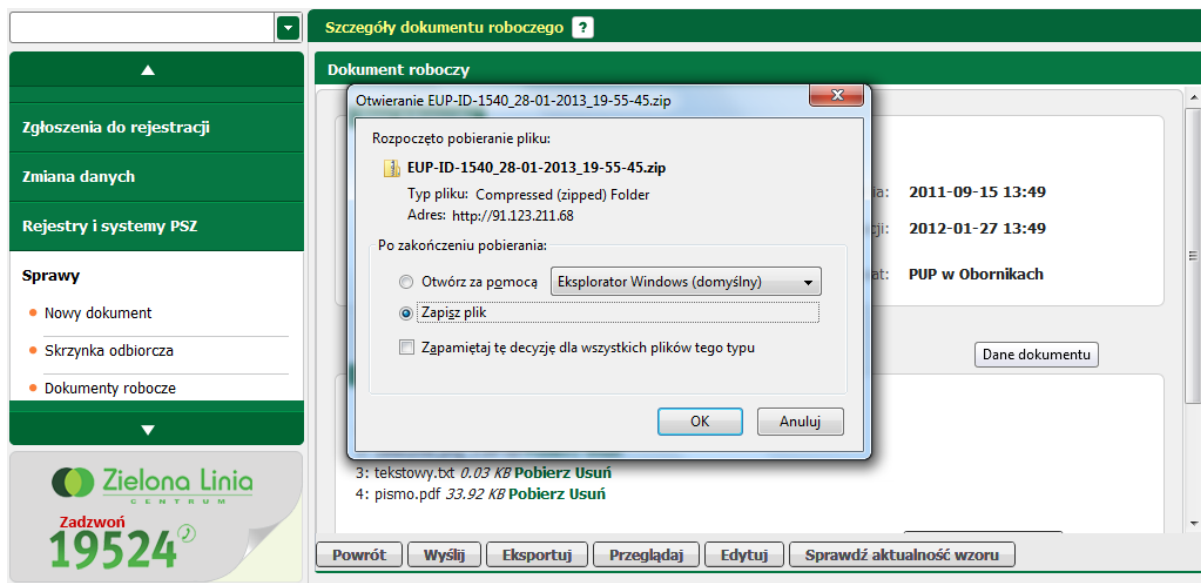 Szczegóły dokumentu roboczego ?
Dokument roboczy
Zgłoszenia do rejestracji
Zmiana danych
Rejestry i systemy PSZ
Sprawy
Nowy dokument
Skrzynka odbiorcza
Dokumenty robocze
Zielona Linia
CENTRUM
Zadzwoń
19524
Otwieranie EUP-ID-1540_28-01-2013_19-55-45.zip
Rozpoczęto pobieranie pliku:
EUP-ID-1540_28-01-2013_19-55-45.zip
Typ pliku: Compressed (zipped) Folder
Adres: http://91.123.211.68
Po zakończeniu pobierania:
Otwórz za pomocą Eksplorator Windows (domyślny)
Zapisz plik
Zapamiętaj tę decyzję dla wszystkich plików tego typu
OK Anuluj
2011-09-15 13:49
2012-01-27 13:49
PUP w Obornikach
Dane dokumentu
3: tekstowy.txt 0.03 KB Pobierz Usuń
4: pismo.pdf 33.92 KB Pobierz Usuń
Powrót Wyślij Eksportuj Przeglądaj Edytuj Sprawdź aktualność wzoru